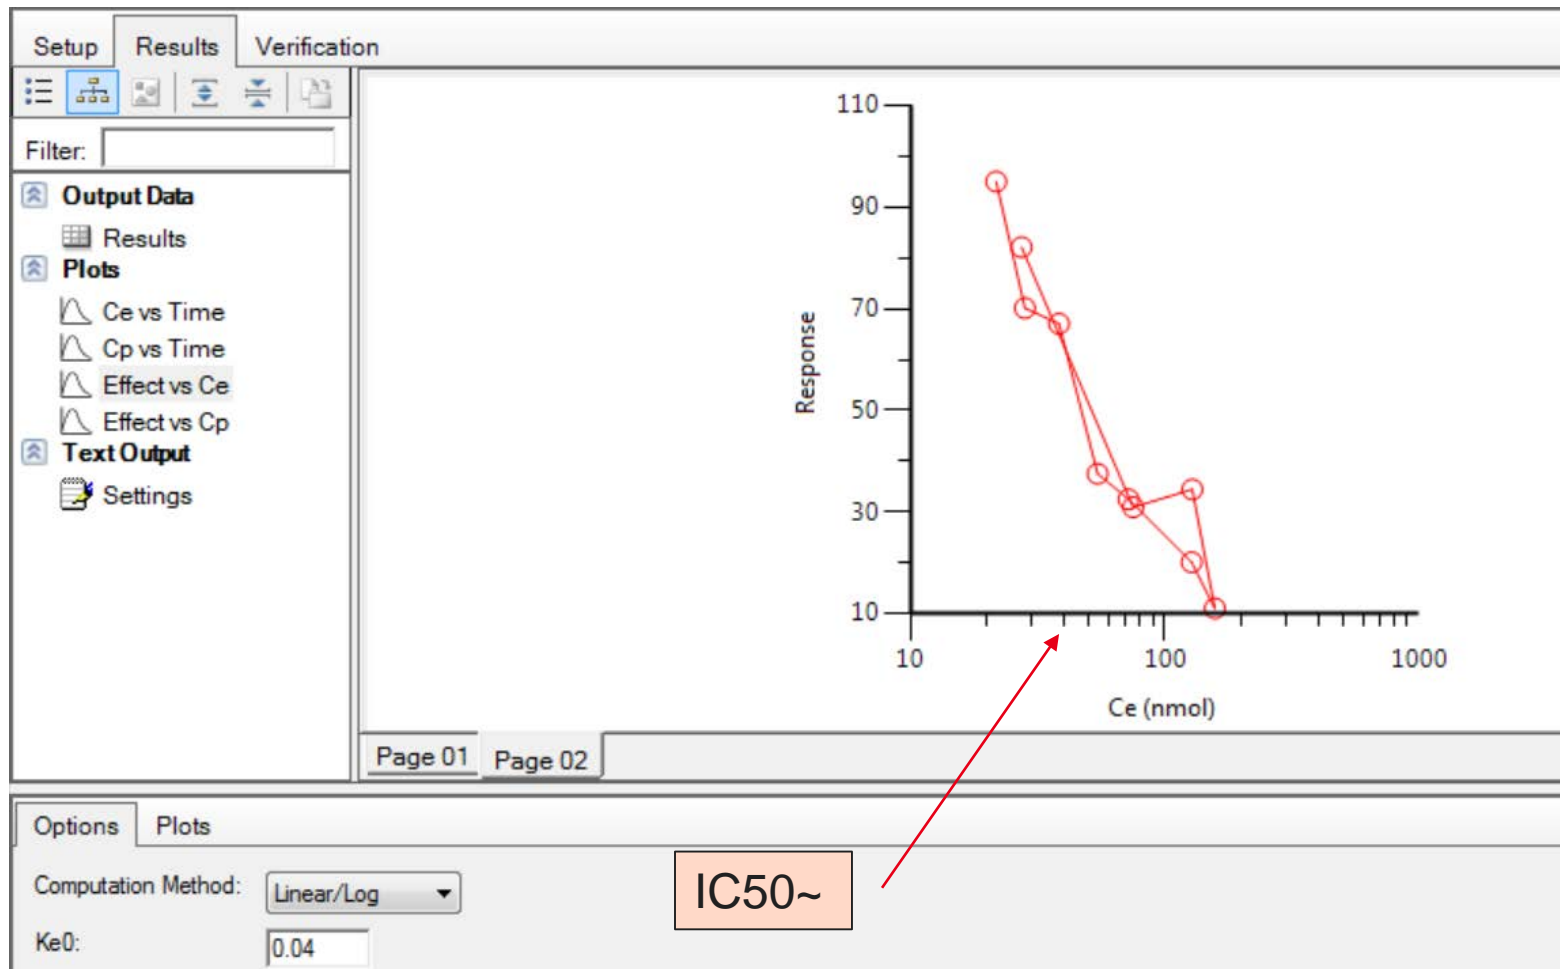 Setup Results Verification
Filter:
Output Data
Results
Plots
Ce vs Time
Cp vs Time
Effect vs Ce
Effect vs Cp
Text Output
Settings
110
90
70
50
30
10
Response
10 100 1000
Ce (nmol)
Page 01 Page 02
Options Plots
Computation Method: Linear/Log
Ke0: 0.04
IC50~